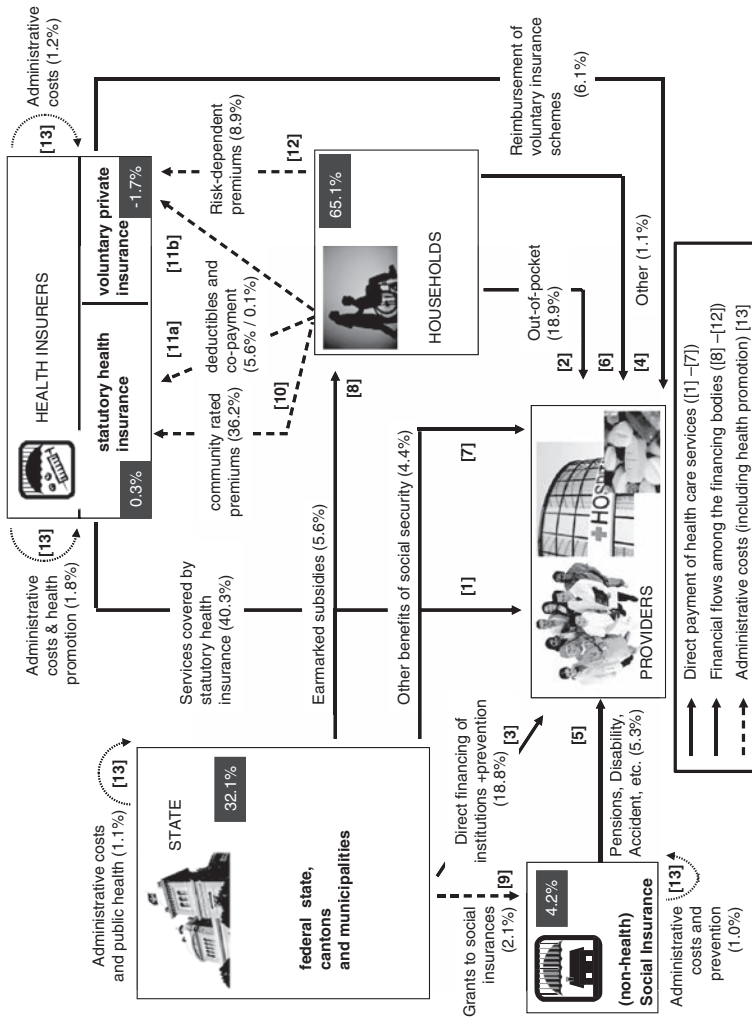 Administrative costs
and public health (1.1%)
[13]
STATE
32.1%
federal state,
cantons
and municipalities
Administrative
costs & health
promotion (1.8%)
[13]
HEALTH INSURERS
0.3%
statutory health
insurance
voluntary private
insurance
-1.7%
[13]
Administrative
costs (1.2%)
Services covered by
statutory health
insurance (40.3%)
community rated
premiums (36.2%)
[10]
[11a]
deductibles and
co-payment
(5.6% / 0.1%)
[11b]
Risk-dependent
premiums (8.9%)
[12]
Earmarked subsidies (5.6%)
[8]
65.1%
HOUSEHOLDS
Reimbursement of
voluntary insurance
schemes
(6.1%)
Other benefits of social security (4.4%)
[1]
[7]
Out-of-pocket
(18.9%)
[2]
[6]
Other (1.1%)
[4]
Grants to social
insurances
(2.1%)
[9]
Direct financing of
institutions +prevention
(18.8%)
[3]
4.2%
(non-health)
Social Insurance
[13]
Administrative
costs and
prevention
(1.0%)
[5]
Pensions, Disability,
Accident, etc. (5.3%)
+HOSPI
PROVIDERS
Direct payment of health care services ([1] –[7])
Financial flows among the financing bodies ([8] –[12])
Administrative costs (including health promotion) [13]